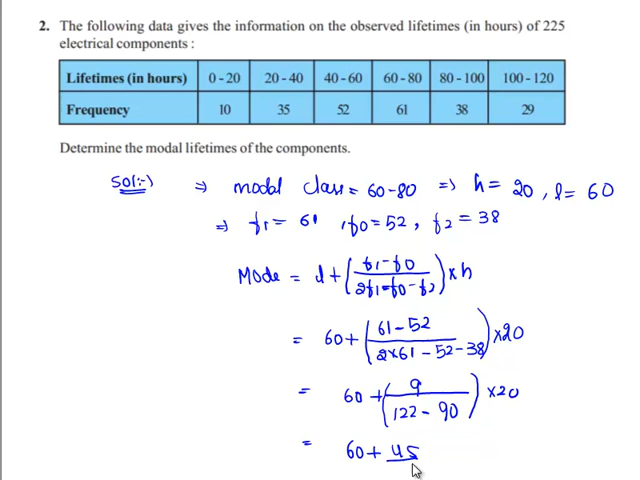 2. The following data gives the information on the observed lifetimes (in hours) of 225
electrical components :
Lifetimes (in hours) 0 - 20 20 - 40 40 - 60 60 - 80 80 - 100 100 - 120
Frequency 10 35 52 61 38 29
Determine the modal lifetimes of the components.
Sol:-) ⇒ modal class = 60-80 ⇒ h = 20, l = 60
⇒ f1 = 61, f0 = 52, f2 = 38
Mode = l + (f1 - f0 / 2f1 - f0 - f2) × h
= 60 + (61 - 52 / 2×61 - 52 - 38) × 20
= 60 + (9 / 122 - 90) × 20
= 60 + 45